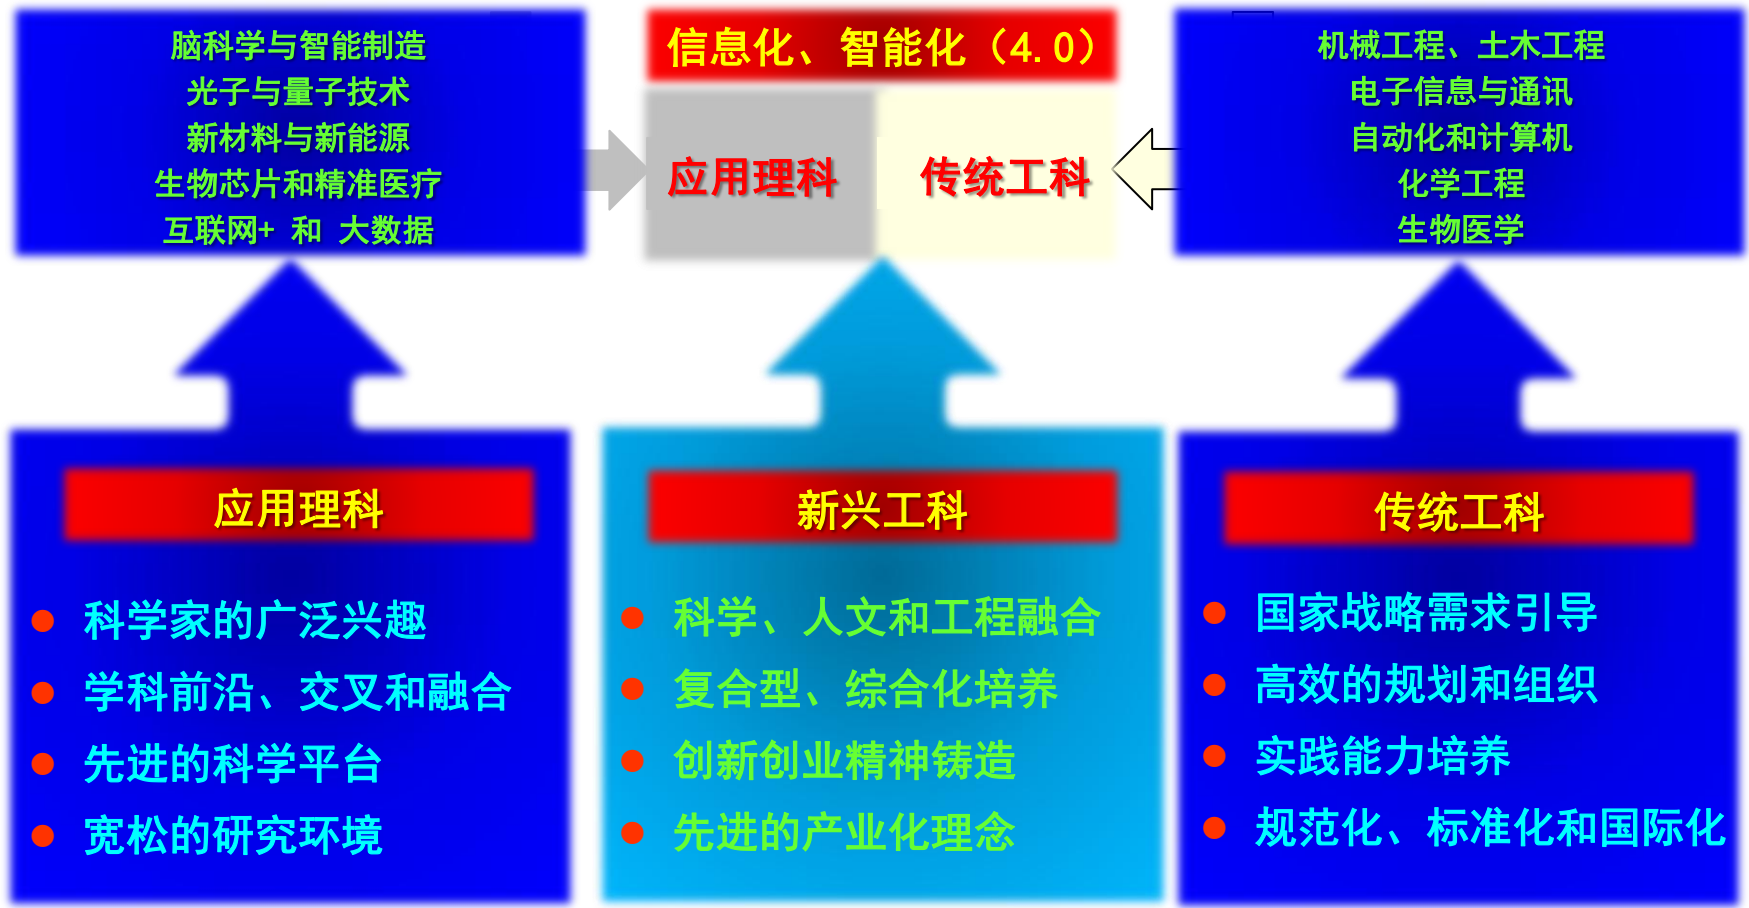 脑科学与智能制造
光子与量子技术
新材料与新能源
生物芯片和精准医疗
互联网+ 和 大数据
信息化、智能化（4.0）
应用理科
传统工科
机械工程、土木工程
电子信息与通讯
自动化和计算机
化学工程
生物医学
应用理科
科学家的广泛兴趣
学科前沿、交叉和融合
先进的科学平台
宽松的研究环境
新兴工科
科学、人文和工程融合
复合型、综合化培养
创新创业精神铸造
先进的产业化理念
传统工科
国家战略需求引导
高效的规划和组织
实践能力培养
规范化、标准化和国际化